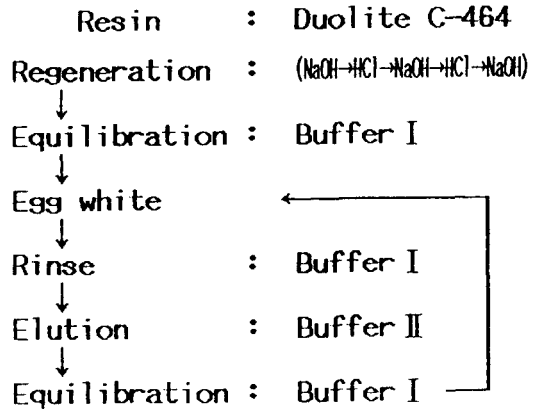 Resin : Duolite C-464
Regeneration : (NaOH→HCl→NaOH→HCl→NaOH)
Equilibration : Buffer Ⅰ
Egg white
Rinse : Buffer Ⅰ
Elution : Buffer Ⅱ
Equilibration : Buffer Ⅰ